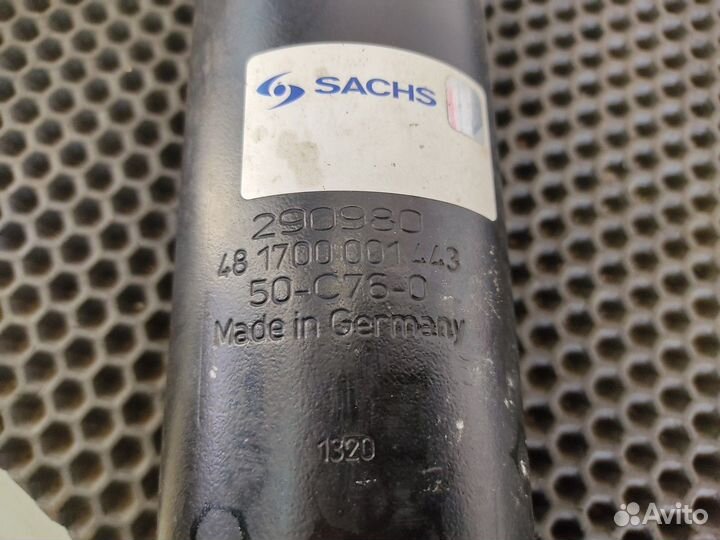 SACHS
290980
48 1700 001 443
50-C76-0
Made in Germany
1320
Avito